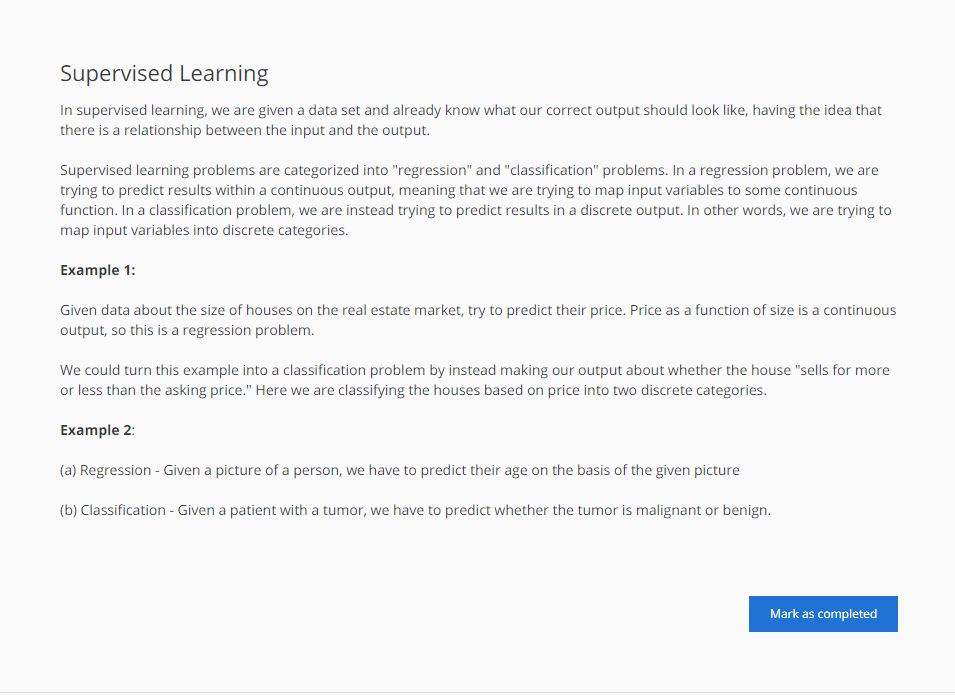 Supervised Learning
In supervised learning, we are given a data set and already know what our correct output should look like, having the idea that
there is a relationship between the input and the output.
Supervised learning problems are categorized into "regression" and "classification" problems. In a regression problem, we are
trying to predict results within a continuous output, meaning that we are trying to map input variables to some continuous
function. In a classification problem, we are instead trying to predict results in a discrete output. In other words, we are trying to
map input variables into discrete categories.
Example 1:
Given data about the size of houses on the real estate market, try to predict their price. Price as a function of size is a continuous
output, so this is a regression problem.
We could turn this example into a classification problem by instead making our output about whether the house "sells for more
or less than the asking price." Here we are classifying the houses based on price into two discrete categories.
Example 2:
(a) Regression - Given a picture of a person, we have to predict their age on the basis of the given picture
(b) Classification - Given a patient with a tumor, we have to predict whether the tumor is malignant or benign.
Mark as completed